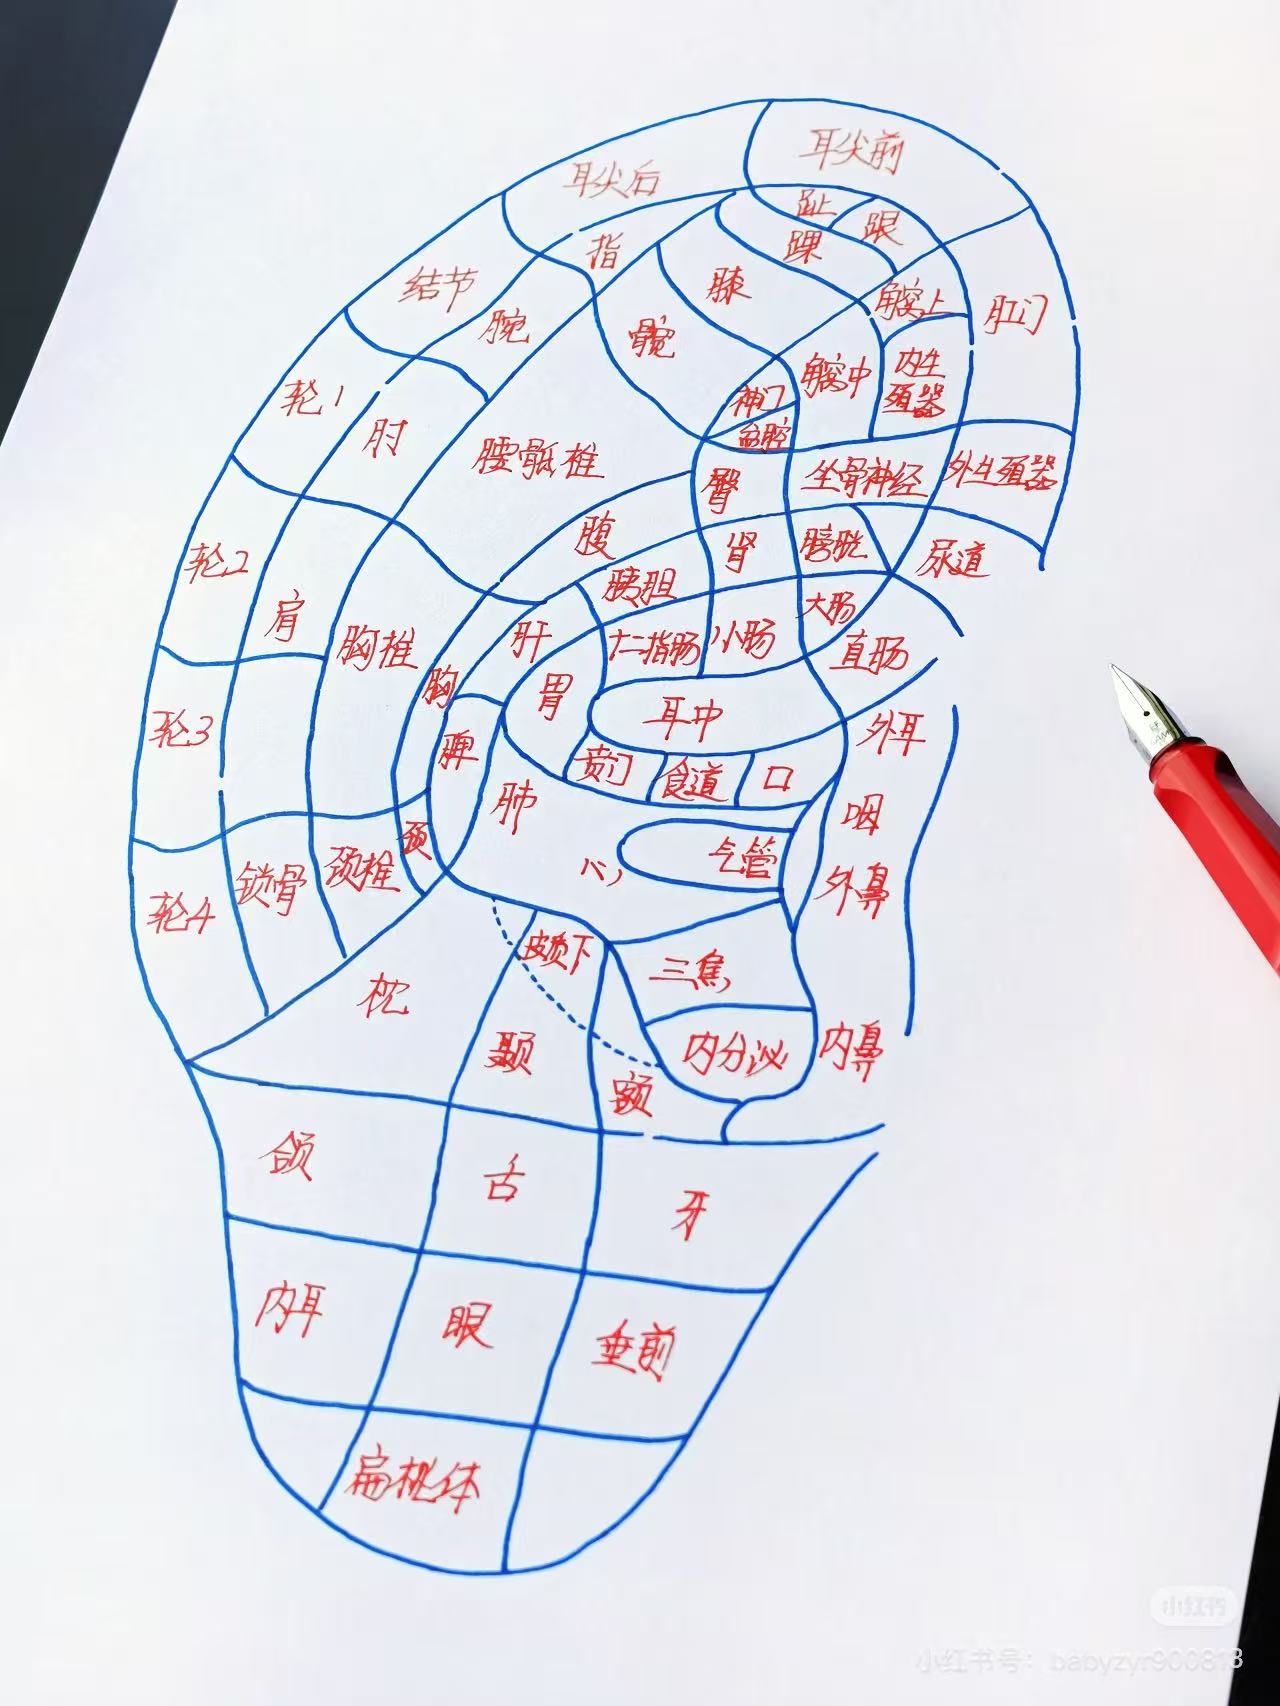 耳尖前
耳尖后
趾
跟
踝
指
结节
膝
角窝上
肛门
腕
髋
角窝中
内生
殖器
轮1
神门
肘
盆腔
腰骶椎
臀
坐骨神经
外生殖器
腹
肾
膀胱
尿道
轮2
胰胆
大肠
肩
肝
十二指肠
小肠
直肠
胸椎
胸
胃
耳中
外耳
轮3
脾
贲门
食道
口
肺
咽
颈
气管
心
颈椎
锁骨
外鼻
轮4
皮质下
三焦
枕
颞
内分泌
内鼻
额
颌
舌
牙
内耳
眼
垂前
扁桃体
小红书
小红书号：babyzyr900813